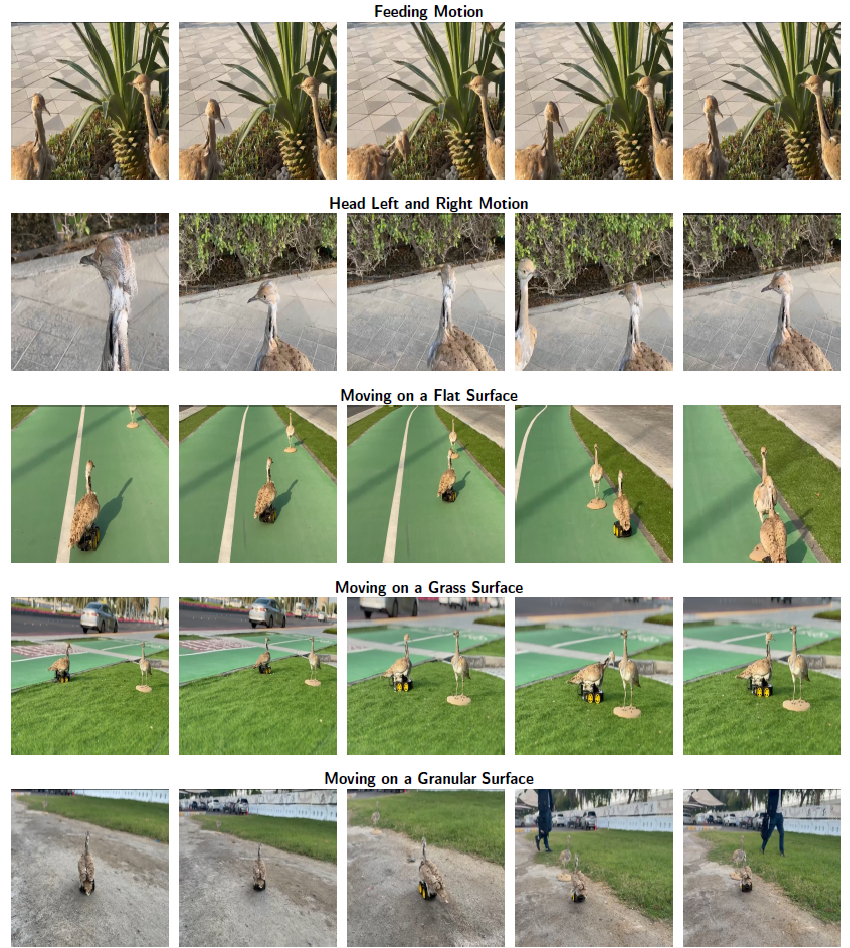 Feeding Motion
Head Left and Right Motion
Moving on a Flat Surface
Moving on a Grass Surface
Moving on a Granular Surface